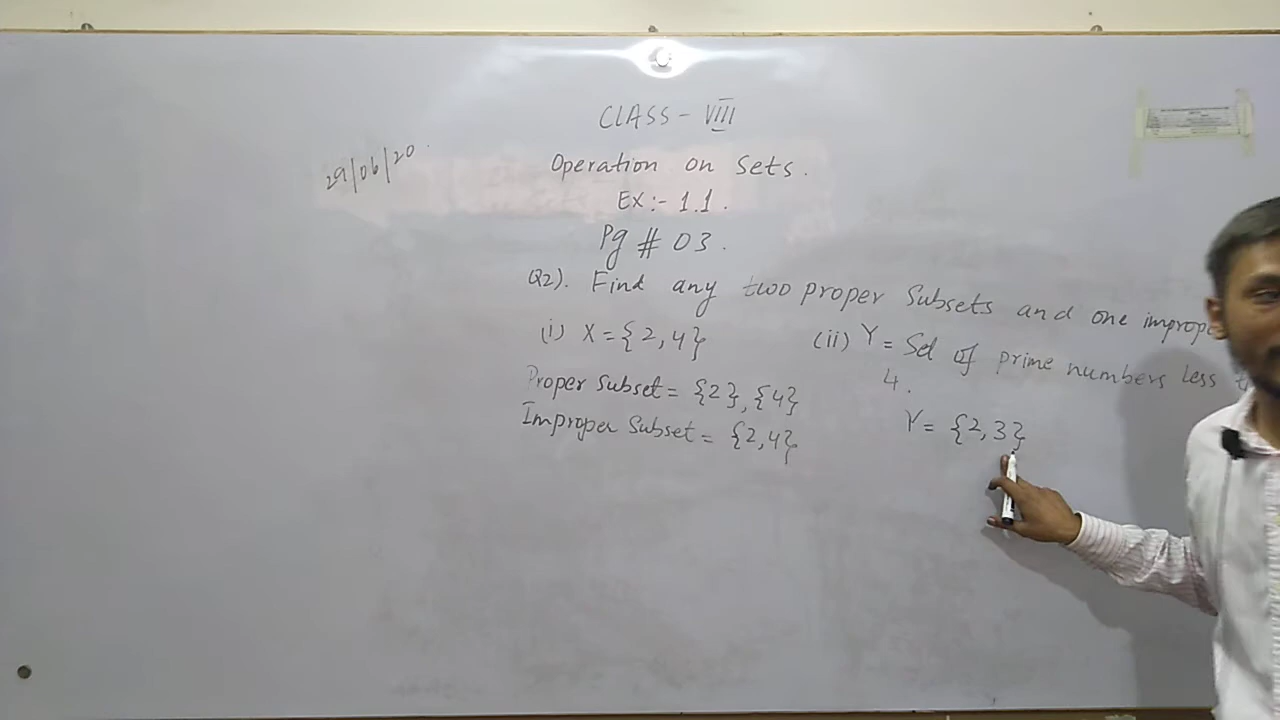 CLASS - VIII
29/06/20
Operation on Sets.
Ex:- 1.1.
Pg # 03.
Q2). Find any two proper Subsets and one
(i) X = {2, 4}
(ii) Y = Set of prime numbers less
4.
Proper Subset = {2}, {4}
Improper Subset = {2, 4}
Y = {2, 3}